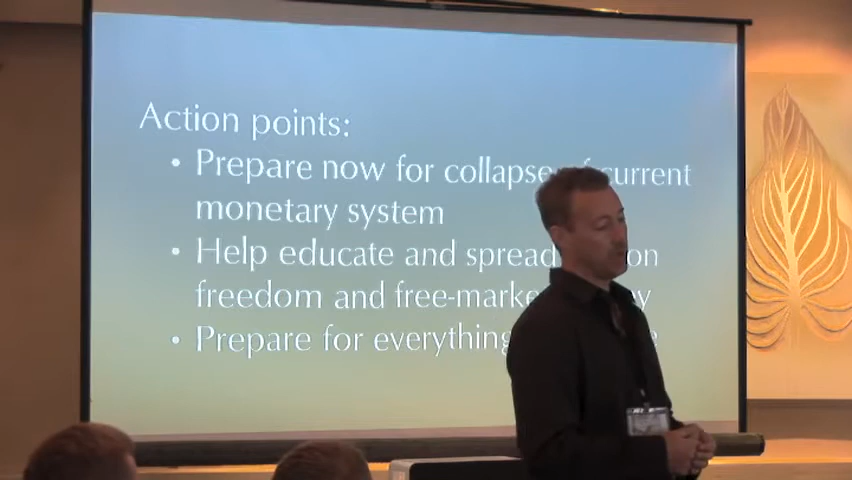 Action points:
• Prepare now for collapse of current
monetary system
• Help educate and spread on
freedom and free-marke
• Prepare for everything